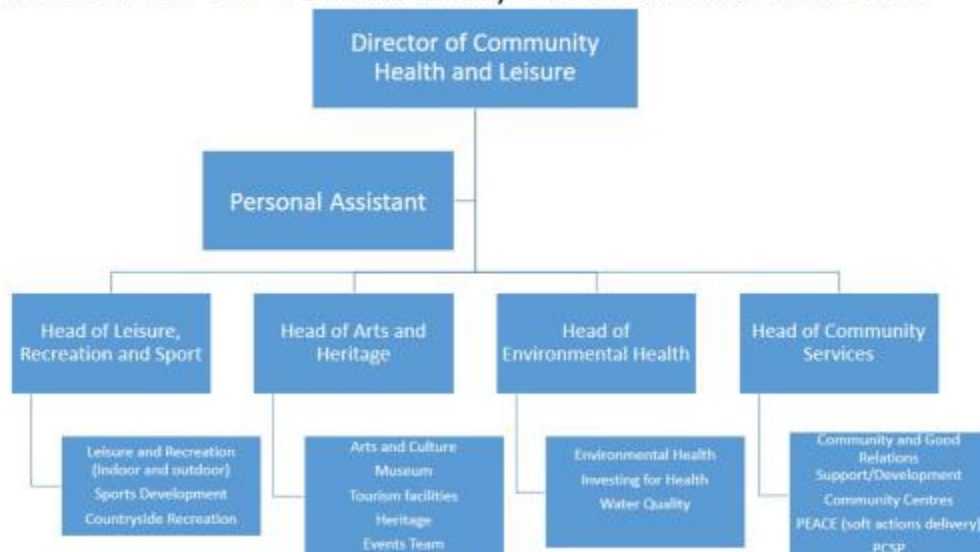 Director of Community
Health and Leisure
Personal Assistant
Head of Leisure,
Recreation and Sport
Head of Arts and
Heritage
Head of
Environmental Health
Head of Community
Services
Leisure and Recreation
(Indoor and outdoor)
Sports Development
Countryside Recreation
Arts and Culture
Museum
Tourism facilities
Heritage
Events Team
Environmental Health
Investing for Health
Water Quality
Community and Good
Relations
Support/Development
Community Centres
PEACE (soft actions delivery)
PCSP